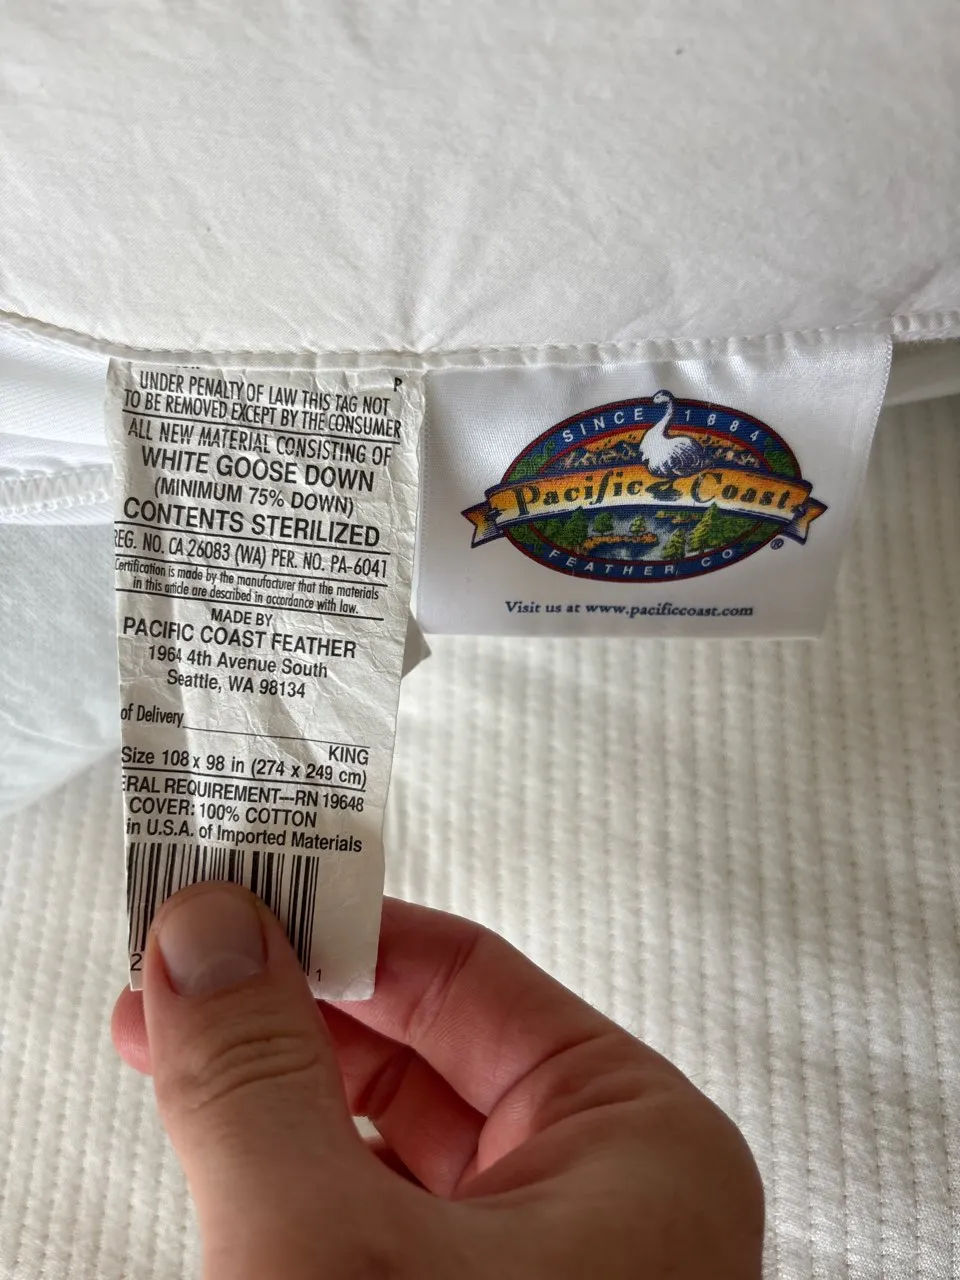 P
UNDER PENALTY OF LAW THIS TAG NOT
TO BE REMOVED EXCEPT BY THE CONSUMER
ALL NEW MATERIAL CONSISTING OF
WHITE GOOSE DOWN
(MINIMUM 75% DOWN)
CONTENTS STERILIZED
REG. NO. CA 26083 (WA) PER. NO. PA-6041
Certification is made by the manufacturer that the materials
in this article are described in accordance with law.
MADE BY
PACIFIC COAST FEATHER
1964 4th Avenue South
Seattle, WA 98134
of Delivery
KING
Size 108 x 98 in (274 x 249 cm)
ERAL REQUIREMENT—RN 19648
COVER: 100% COTTON
in U.S.A. of Imported Materials
2 1
SINCE 1884
Pacific Coast
FEATHER CO
®
Visit us at www.pacificcoast.com